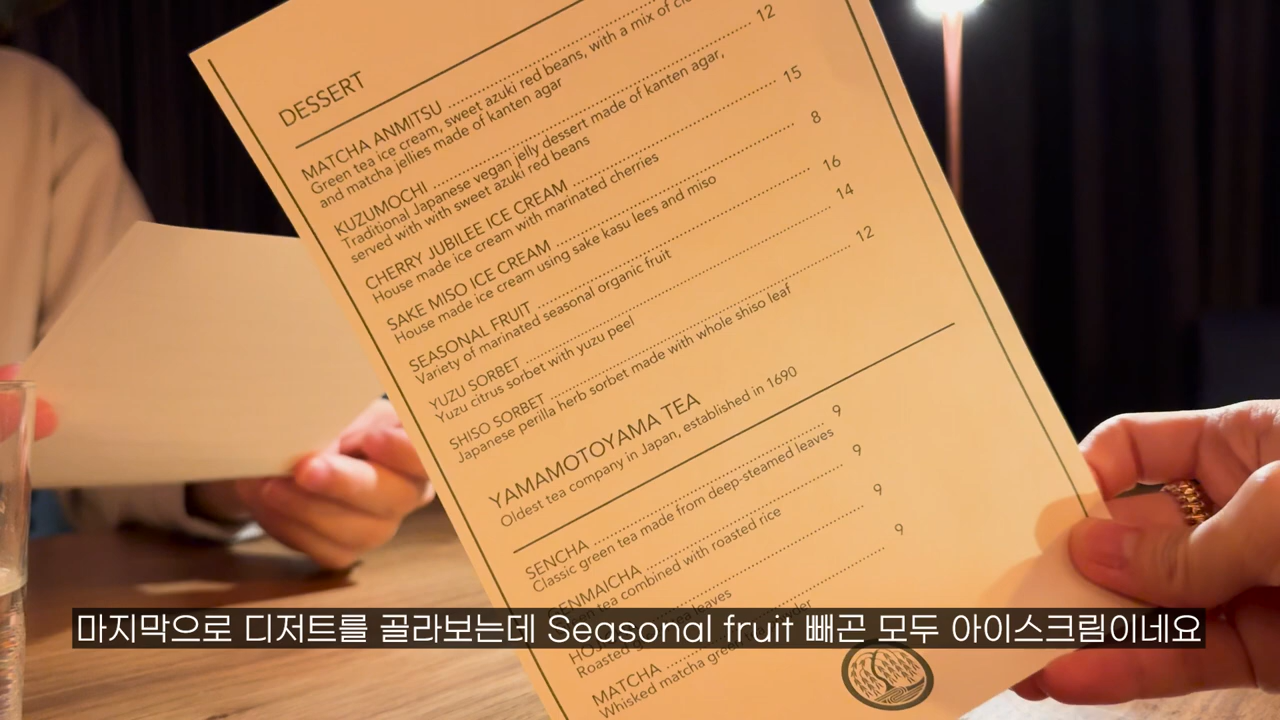 DESSERT
MATCHA ANMITSU
Green tea ice cream, sweet azuki red beans, with a mix of
and matcha jellies made of kanten agar
KUZUMOCHI ........ 12
Traditional Japanese vegan jelly dessert made of kanten agar,
served with with sweet azuki red beans
CHERRY JUBILEE ICE CREAM ........ 15
House made ice cream with marinated cherries
SAKE MISO ICE CREAM ........ 8
House made ice cream using sake kasu lees and miso
SEASONAL FRUIT ........ 16
Variety of marinated seasonal organic fruit
YUZU SORBET ........ 14
Yuzu citrus sorbet with yuzu peel
SHISO SORBET ........ 12
Japanese perilla herb sorbet made with whole shiso leaf
YAMAMOTOYAMA TEA
Oldest tea company in Japan, established in 1690
SENCHA ........ 9
Classic green tea made from deep-steamed leaves
GENMAICHA ........ 9
tea combined with roasted rice
9
Roasted leaves
MATCHA ........ 9
Whisked matcha green
마지막으로 디저트를 골라보는데 Seasonal fruit 빼곤 모두 아이스크림이네요